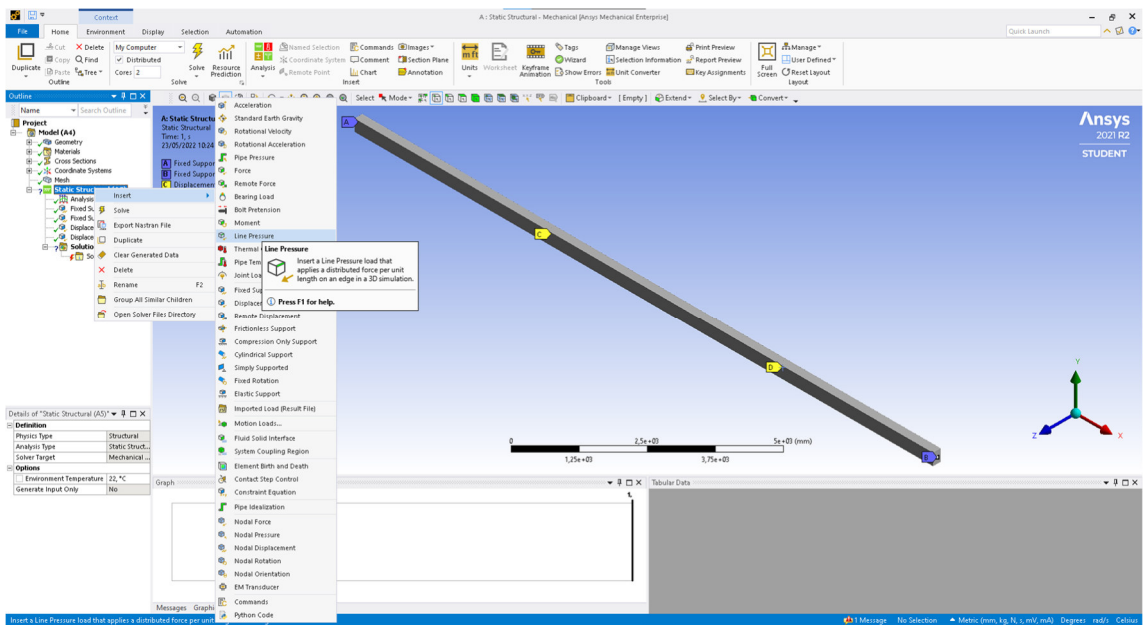 Context
A : Static Structural - Mechanical [Ansys Mechanical Enterprise]
File Home Environment Display Selection Automation Quick Launch
Duplicate
Cut Delete
Copy Find
Paste Tree
Outline
My Computer
Distributed
Cores 2
Solve
Resource Prediction
Solve
Analysis
Named Selection
Coordinate System
Remote Point
Commands
Comment
Chart
Images
Section Plane
Annotation
Insert
Units
Worksheet
Keyframe Animation
Tags
Wizard
Show Errors
Manage Views
Selection Information
Unit Converter
Print Preview
Report Preview
Key Assignments
Tools
Full Screen
Manage
User Defined
Reset Layout
Layout
Outline
Name Search Outline
Select Mode Clipboard [ Empty ] Extend Select By Convert
Project
Model (A4)
Geometry
Materials
Cross Sections
Coordinate Systems
Mesh
Static Struc
Analysis
Fixed Su
Fixed Su
Displace
Displace
Solutio
So
Insert
Solve
Export Nastran File
Duplicate
Clear Generated Data
Delete
Rename F2
Group All Similar Children
Open Solver Files Directory
A: Static Structu
Static Structural
Time: 1, s
23/05/2022 10:24
A Fixed Suppor
B Fixed Suppor
C Displacemen
Acceleration
Standard Earth Gravity
Rotational Velocity
Rotational Acceleration
Pipe Pressure
Force
Remote Force
Bearing Load
Bolt Pretension
Moment
Line Pressure
Thermal
Pipe Tem
Joint Loa
Fixed Sup
Displacer
Remote Displacement
Frictionless Support
Compression Only Support
Cylindrical Support
Simply Supported
Fixed Rotation
Elastic Support
Imported Load (Result File)
Motion Loads...
Fluid Solid Interface
System Coupling Region
Element Birth and Death
Contact Step Control
Constraint Equation
Pipe Idealization
Nodal Force
Nodal Pressure
Nodal Displacement
Nodal Rotation
Nodal Orientation
EM Transducer
Commands
Python Code
Line Pressure
Insert a Line Pressure load that
applies a distributed force per unit
length on an edge in a 3D simulation.
Press F1 for help.
A
C
D
B
Ansys
2021 R2
STUDENT
Y
Z X
0 2,5e+03 5e+03 (mm)
1,25e+03 3,75e+03
Details of "Static Structural (A5)"
Definition
Physics Type Structural
Analysis Type Static Struct...
Solver Target Mechanical ...
Options
Environment Temperature 22, °C
Generate Input Only No
Graph
1.
Tabular Data
Messages Graph
Insert a Line Pressure load that applies a distributed force per unit
1 Message No Selection Metric (mm, kg, N, s, mV, mA) Degrees rad/s Celsius